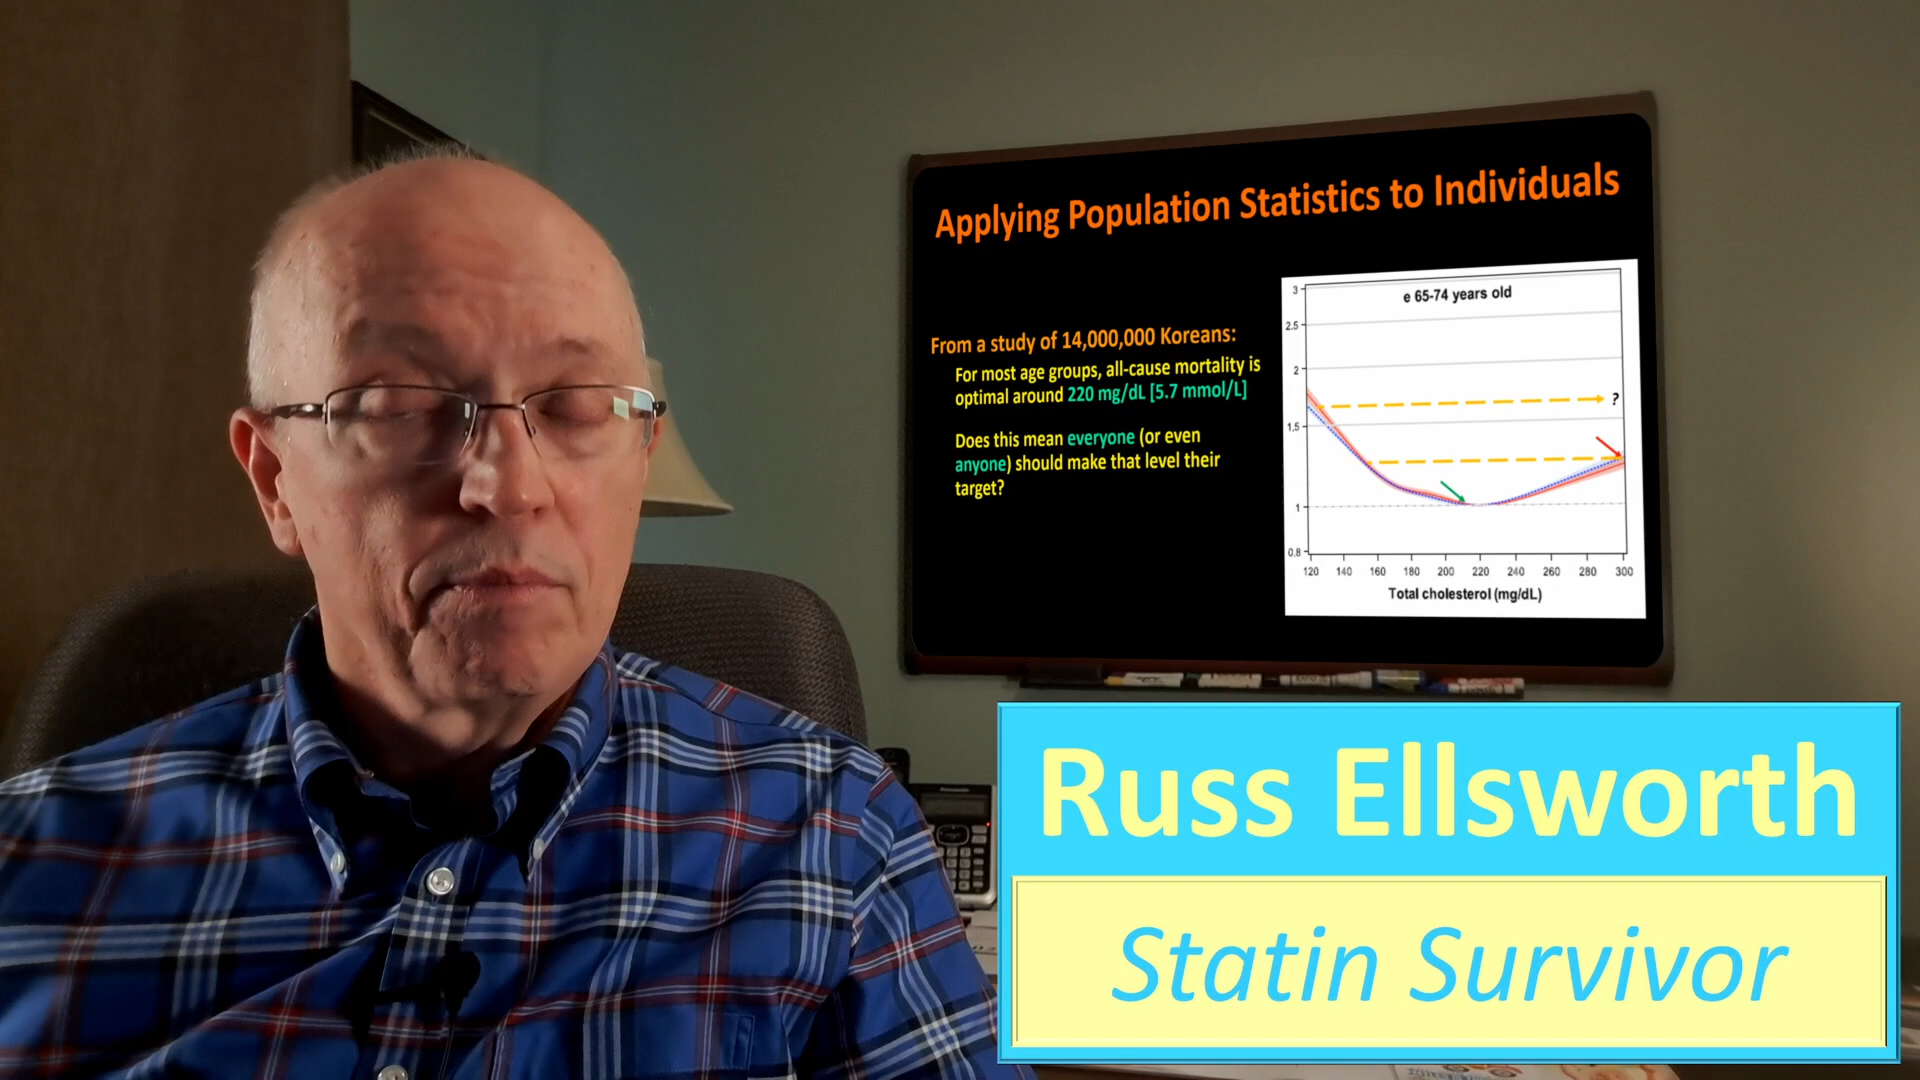 Applying Population Statistics to Individuals
From a study of 14,000,000 Koreans:
For most age groups, all-cause mortality is
optimal around 220 mg/dL [5.7 mmol/L]
Does this mean everyone (or even
anyone) should make that level their
target?
e 65-74 years old
3
2.5
2
1.5
1
0.8
?
120 140 160 180 200 220 240 260 280 300
Total cholesterol (mg/dL)
Panasonic
Russ Ellsworth
Statin Survivor